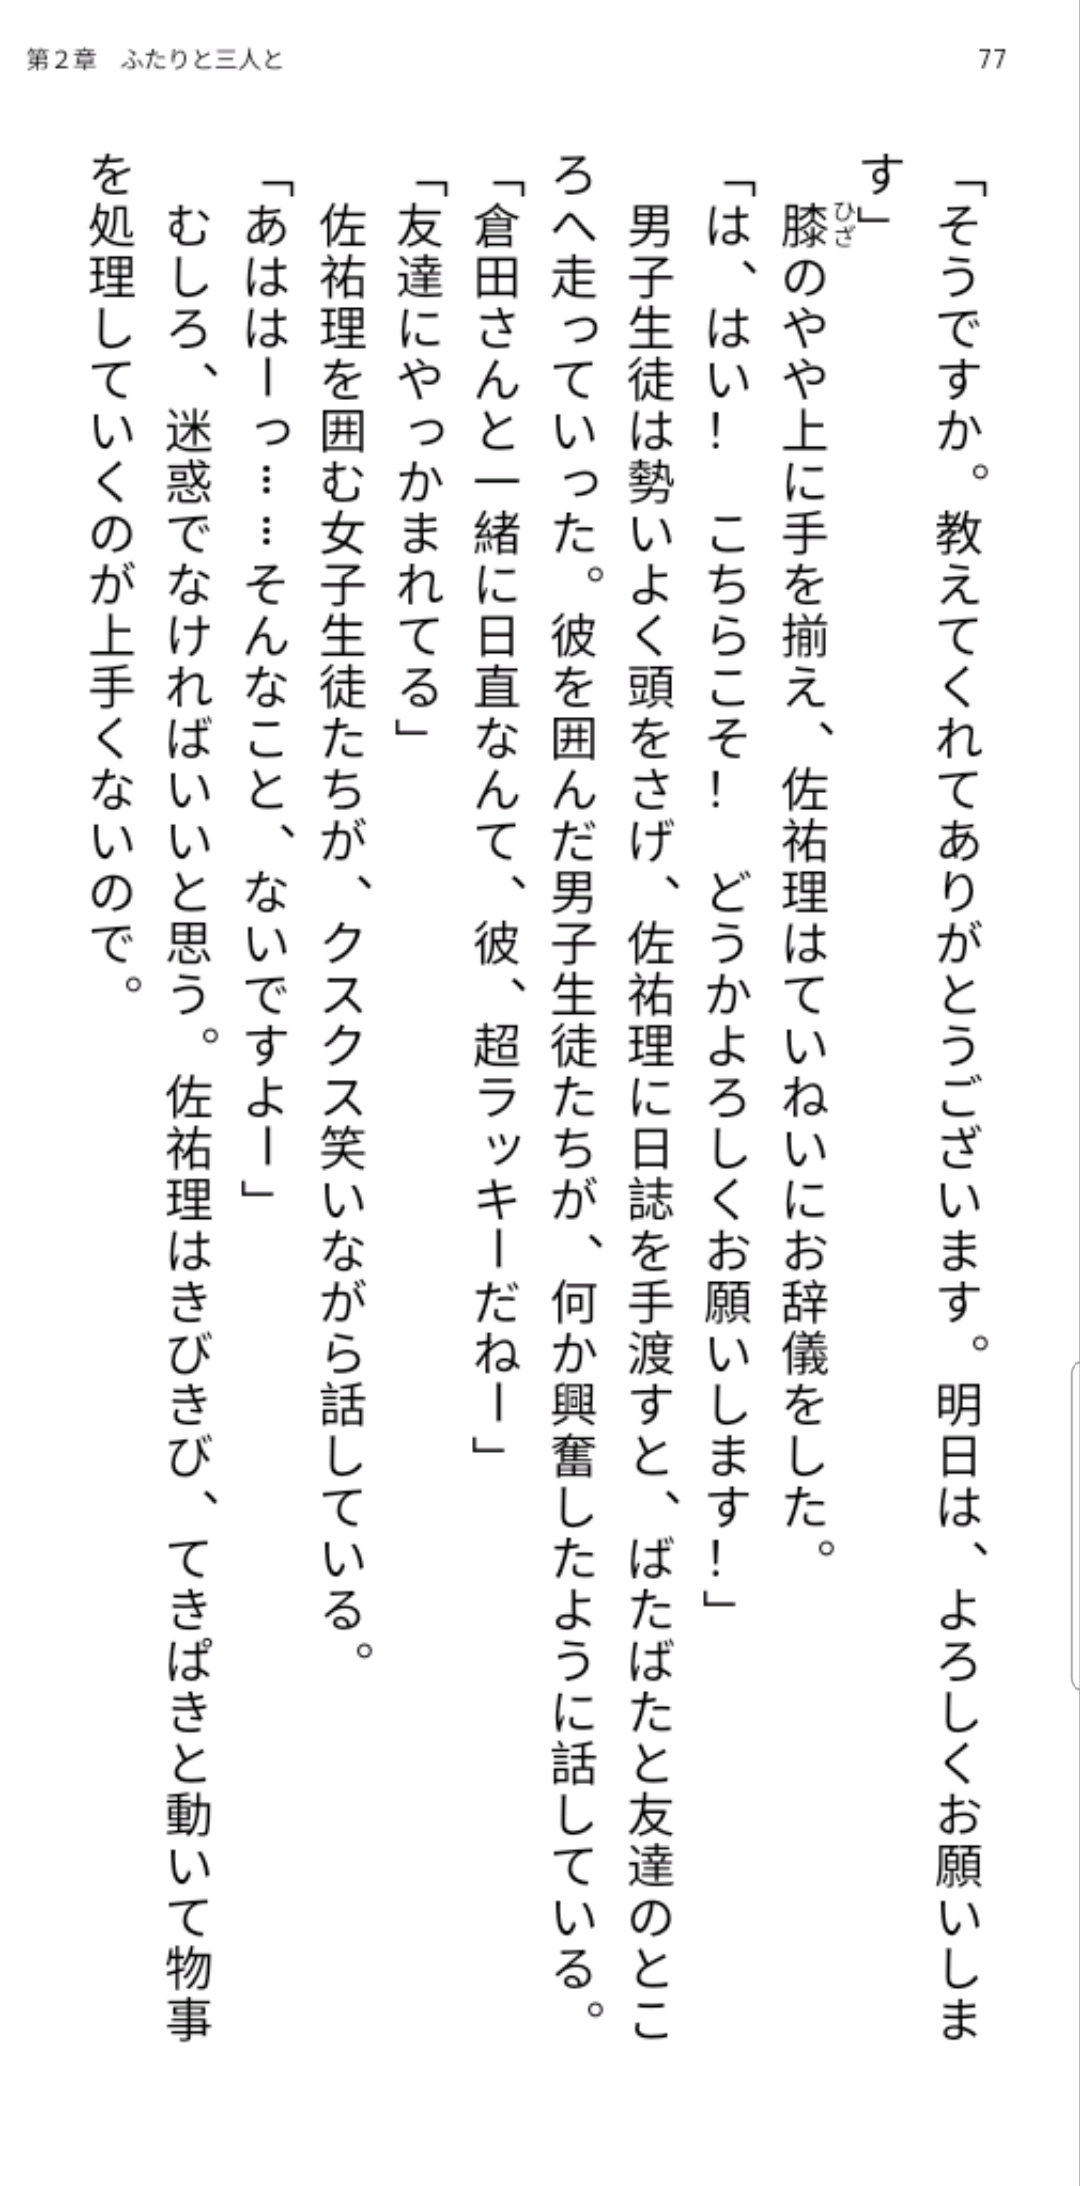 第２章　ふたりと三人と
77
「そうですか。教えてくれてありがとうございます。明日は、よろしくお願いしま
す」
　膝のやや上に手を揃え、佐祐理はていねいにお辞儀をした。
ひざ
「は、はい！　こちらこそ！　どうかよろしくお願いします！」
　男子生徒は勢いよく頭をさげ、佐祐理に日誌を手渡すと、ばたばたと友達のとこ
ろへ走っていった。彼を囲んだ男子生徒たちが、何か興奮したように話している。
「倉田さんと一緒に日直なんて、彼、超ラッキーだねー」
「友達にやっかまれてる」
　佐祐理を囲む女子生徒たちが、クスクス笑いながら話している。
「あははーっ……そんなこと、ないですよー」
　むしろ、迷惑でなければいいと思う。佐祐理はきびきび、てきぱきと動いて物事
を処理していくのが上手くないので。